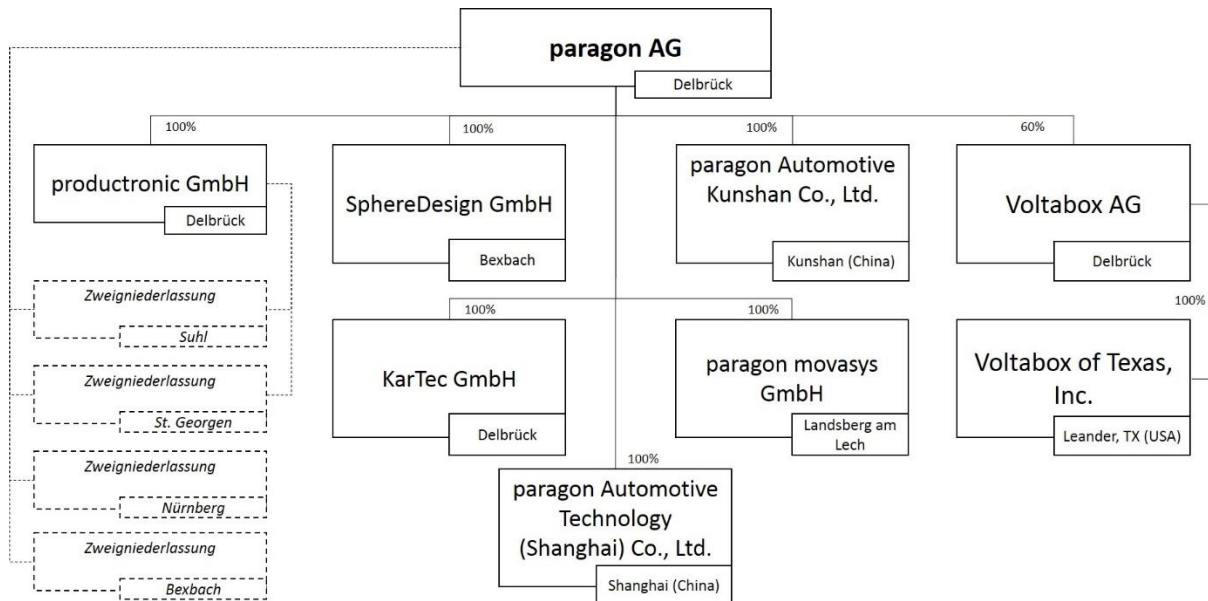 paragon AG
Delbrück
100%
100%
100%
60%
productronic GmbH
Delbrück
SphereDesign GmbH
Bexbach
paragon Automotive
Kunshan Co., Ltd.
Kunshan (China)
Voltabox AG
Delbrück
Zweigniederlassung
Suhl
Zweigniederlassung
St. Georgen
Zweigniederlassung
Nürnberg
Zweigniederlassung
Bexbach
100%
KarTec GmbH
Delbrück
100%
paragon movasys
GmbH
Landsberg am
Lech
100%
Voltabox of Texas,
Inc.
Leander, TX (USA)
100%
paragon Automotive
Technology
(Shanghai) Co., Ltd.
Shanghai (China)